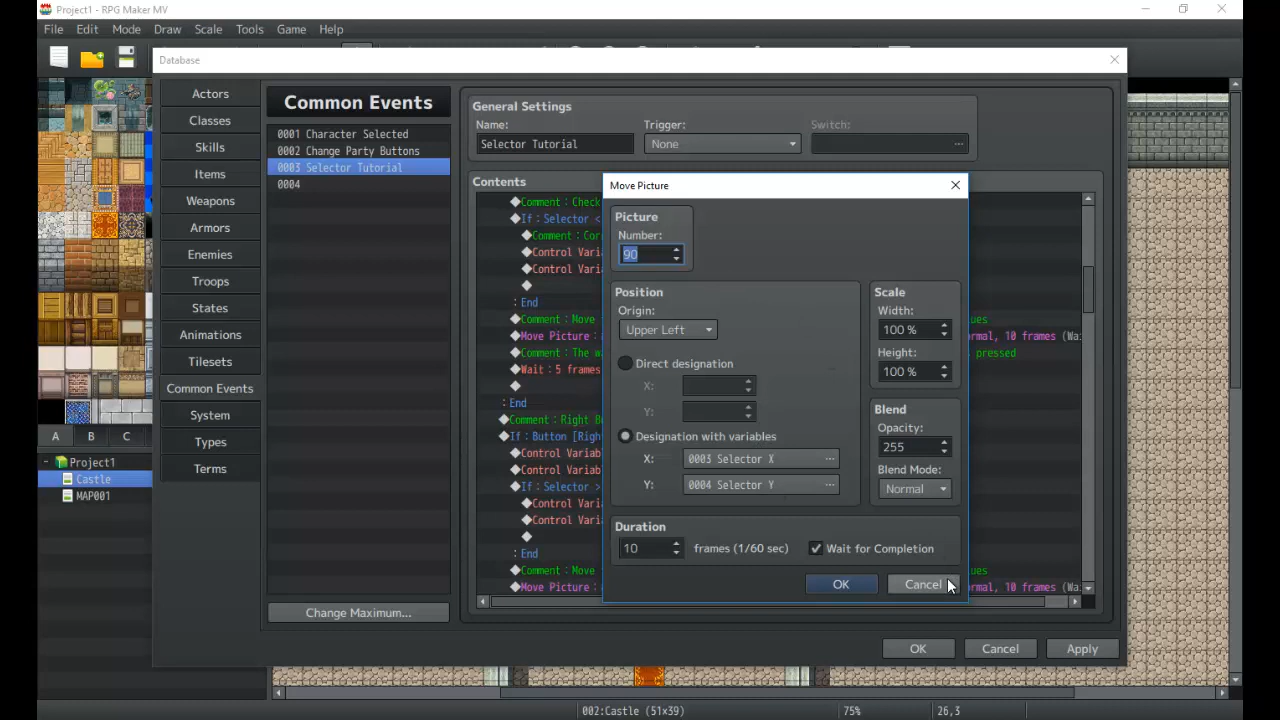 Project1 - RPG Maker MV
File Edit Mode Draw Scale Tools Game Help
Database
Actors
Classes
Skills
Items
Weapons
Armors
Enemies
Troops
States
Animations
Tilesets
Common Events
System
Types
Terms
Common Events
0001 Character Selected
0002 Change Party Buttons
0003 Selector Tutorial
0004
Change Maximum...
General Settings
Name:
Selector Tutorial
Trigger:
None
Switch:
...
Contents
◆Comment：Check
◆If：Selector <
◆Comment：Cor
◆Control Varia
◆Control Varia
◆
：End
◆Comment：Move
ues
◆Move Picture：
rmal, 10 frames (Wa
◆Comment：The w
pressed
◆Wait：5 frames
◆
：End
◆Comment：Right B
◆If：Button [Righ
◆Control Variab
◆Control Variab
◆If：Selector >
◆Control Vari
◆Control Vari
◆
：End
◆Comment：Move
ues
◆Move Picture：
rmal, 10 frames (Wa
Move Picture
Picture
Number:
90
Position
Origin:
Upper Left
Direct designation
X:
Y:
Designation with variables
X: 0003 Selector X ...
Y: 0004 Selector Y ...
Scale
Width:
100 %
Height:
100 %
Blend
Opacity:
255
Blend Mode:
Normal
Duration
10 frames (1/60 sec)
Wait for Completion
OK Cancel
OK Cancel Apply
A B C
Project1
Castle
MAP001
002:Castle (51x39) 75% 26,3